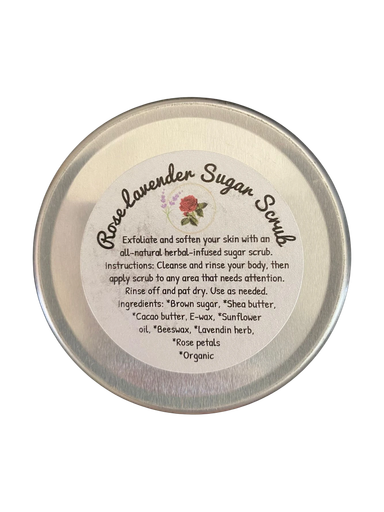 Rose Lavender Sugar Scrub
Exfoliate and soften your skin with an
all-natural herbal-infused sugar scrub.
Instructions: Cleanse and rinse your body, then
apply scrub to any area that needs attention.
Rinse off and pat dry. Use as needed.
Ingredients: *Brown sugar, *Shea butter,
*Cacao butter, E-wax, *Sunflower
oil, *Beeswax, *lavendin herb,
*Rose petals
*Organic